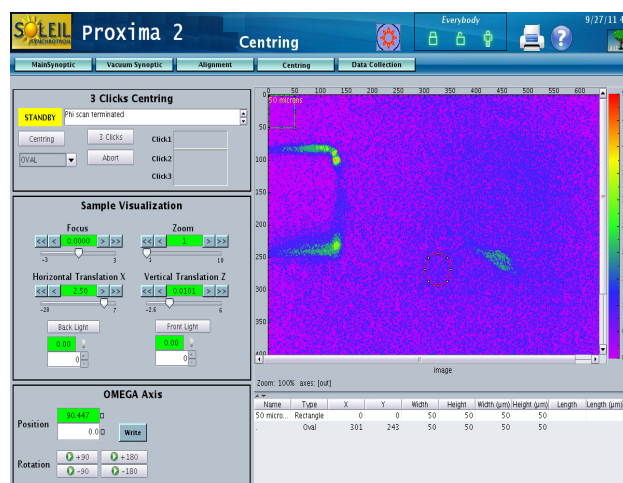 SOLEIL
SYNCHROTRON
Proxima 2
Centring
Everybody
9/27/11 4
MainSynoptic
Vacuum Synoptic
Alignment
Centring
Data Collection
3 Clicks Centring
STANDBY
Phi scan terminated
Centring
3 Clicks
Click1
OVAL
Abort
Click2
Click3
Sample Visualization
Focus
Zoom
<< < 0.0000 > >>
<< < 1 > >>
-3 3
1 10
Horizontal Translation X
Vertical Translation Z
<< < 2.50 > >>
<< < 0.0101 > >>
-20 7
-2.6 6
Back Light
Front Light
0.00
0.00
0
0
OMEGA Axis
Position
90.447
0.0
Write
Rotation
+90
+180
-90
-180
0 50 100 150 200 250 300 350 400 450 500 550 600
50 microns
50
100
150
200
250
300
350
400
image
Zoom: 100% axes: [out]
Name Type X Y Width Height Width (µm) Height (µm) Length Length (µm)
50 micro... Rectangle 0 0 50 50 50 50
. Oval 301 243 50 50 50 50